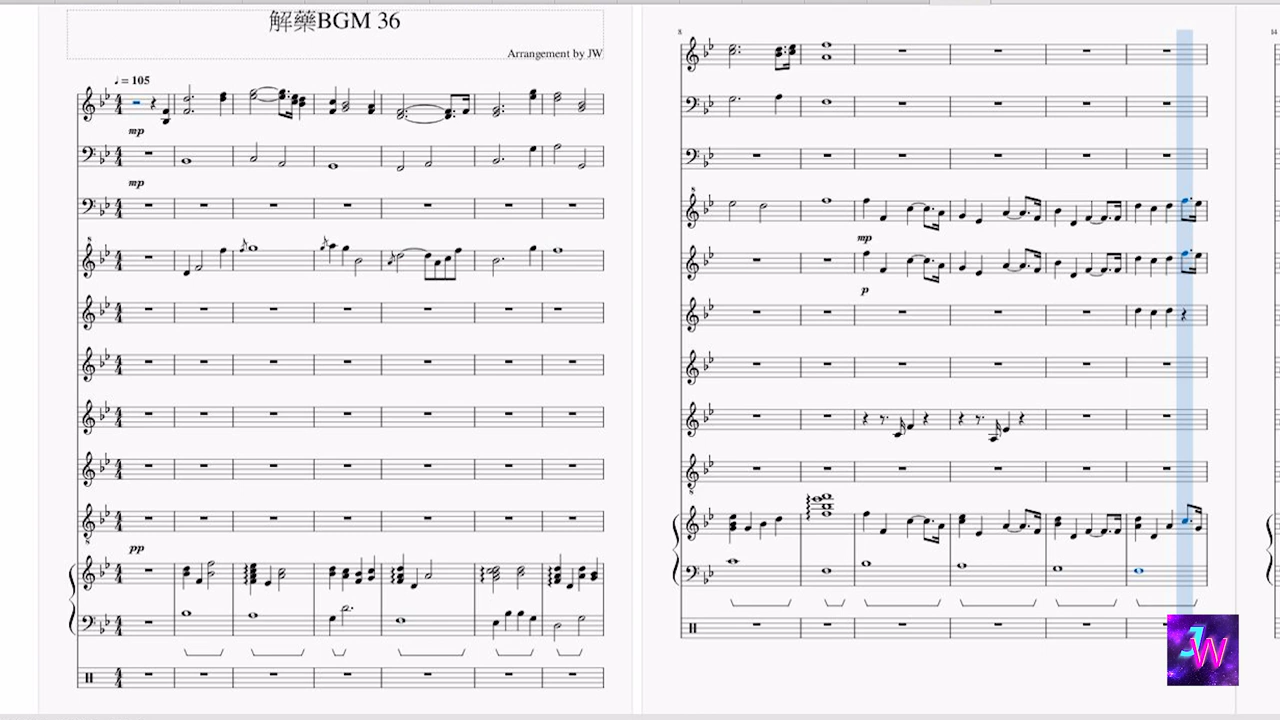 解藥BGM 36
Arrangement by JW
♩ = 105
mp
mp
pp
8
mp
p
14
JW